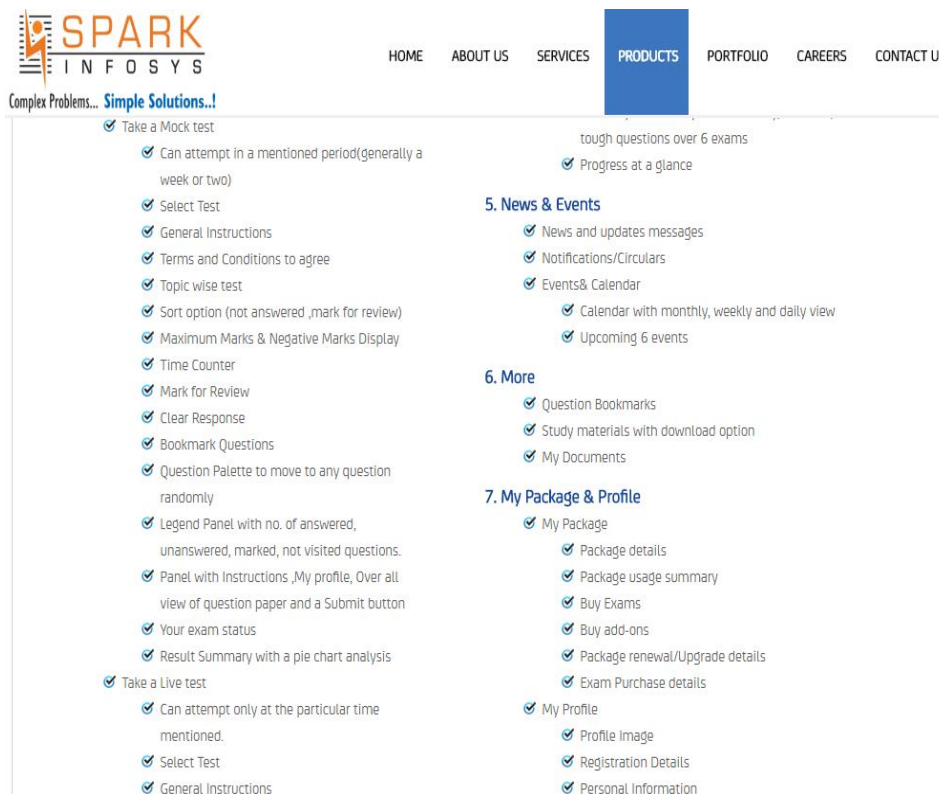 SPARK
INFOSYS
Complex Problems... Simple Solutions..!
HOME ABOUT US SERVICES PRODUCTS PORTFOLIO CAREERS CONTACT U
Take a Mock test
Can attempt in a mentioned period(generally a
week or two)
Select Test
General Instructions
Terms and Conditions to agree
Topic wise test
Sort option (not answered ,mark for review)
Maximum Marks & Negative Marks Display
Time Counter
Mark for Review
Clear Response
Bookmark Questions
Question Palette to move to any question
randomly
Legend Panel with no. of answered,
unanswered, marked, not visited questions.
Panel with Instructions ,My profile, Over all
view of question paper and a Submit button
Your exam status
Result Summary with a pie chart analysis
Take a Live test
Can attempt only at the particular time
mentioned.
Select Test
General Instructions
tough questions over 6 exams
Progress at a glance
5. News & Events
News and updates messages
Notifications/Circulars
Events& Calendar
Calendar with monthly, weekly and daily view
Upcoming 6 events
6. More
Question Bookmarks
Study materials with download option
My Documents
7. My Package & Profile
My Package
Package details
Package usage summary
Buy Exams
Buy add-ons
Package renewal/Upgrade details
Exam Purchase details
My Profile
Profile Image
Registration Details
Personal Information